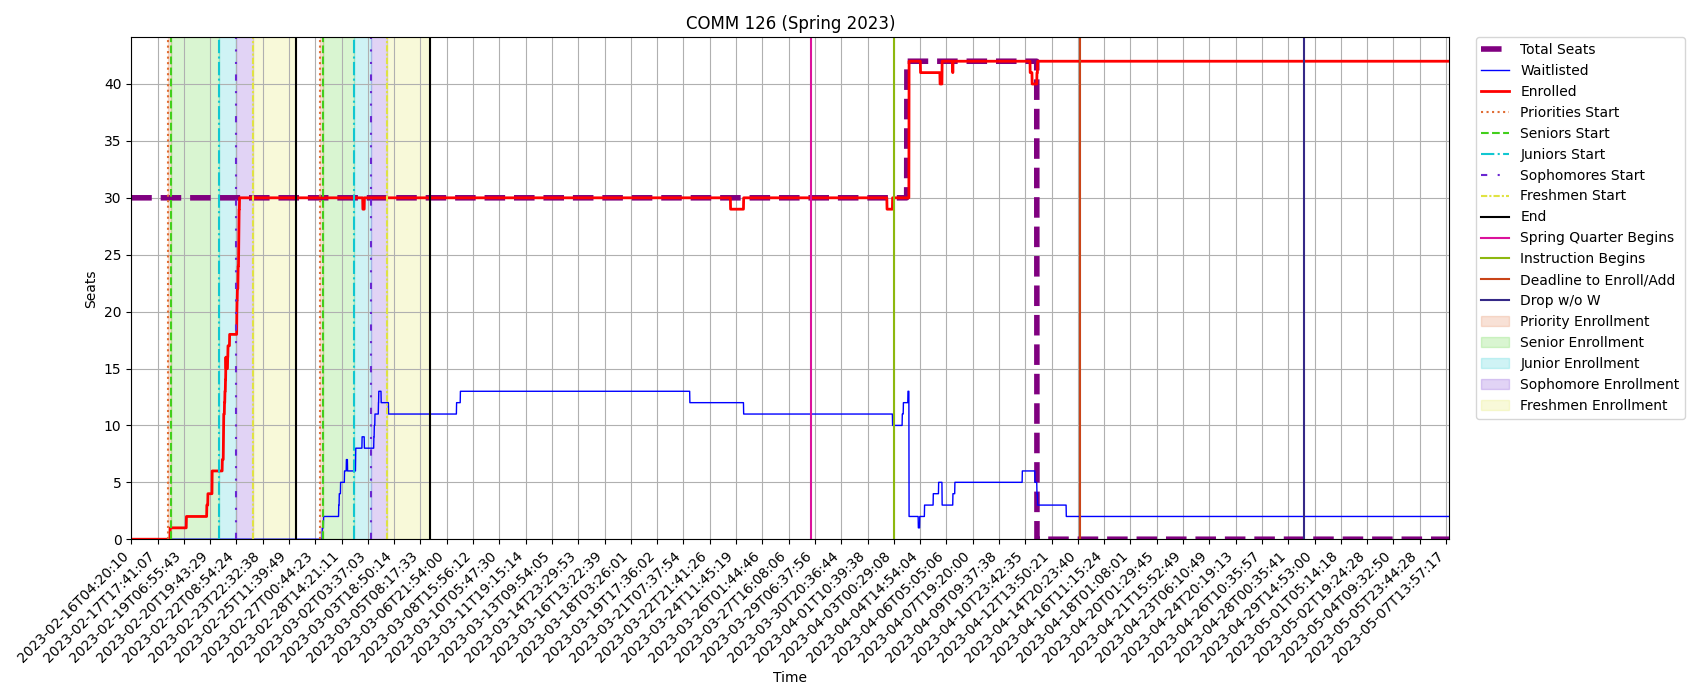 COMM 126 (Spring 2023)
Seats
40
35
30
25
20
15
10
5
0
2023-02-16T04:20:10
2023-02-17T17:41:07
2023-02-19T06:55:43
2023-02-20T19:43:29
2023-02-22T08:54:24
2023-02-23T22:32:38
2023-02-25T11:39:49
2023-02-27T00:44:23
2023-02-28T14:21:11
2023-03-02T03:37:03
2023-03-03T18:50:14
2023-03-05T08:17:33
2023-03-06T21:54:00
2023-03-08T15:56:12
2023-03-10T05:47:30
2023-03-11T19:15:14
2023-03-13T09:54:05
2023-03-14T23:29:53
2023-03-16T13:22:39
2023-03-18T03:26:01
2023-03-19T17:36:02
2023-03-21T07:37:54
2023-03-22T21:41:26
2023-03-24T11:45:19
2023-03-26T01:44:46
2023-03-27T16:08:06
2023-03-29T06:37:56
2023-03-30T20:36:44
2023-04-01T10:39:38
2023-04-03T00:29:08
2023-04-04T14:54:04
2023-04-06T05:05:06
2023-04-07T19:20:00
2023-04-09T09:37:38
2023-04-10T23:42:35
2023-04-12T13:50:21
2023-04-14T20:23:40
2023-04-16T11:15:24
2023-04-18T01:08:01
2023-04-20T01:29:45
2023-04-21T15:52:49
2023-04-23T06:10:49
2023-04-24T20:19:13
2023-04-26T10:35:57
2023-04-28T00:35:41
2023-04-29T14:53:00
2023-05-01T05:14:18
2023-05-02T19:24:28
2023-05-04T09:32:50
2023-05-05T23:44:28
2023-05-07T13:57:17
Time
Total Seats
Waitlisted
Enrolled
Priorities Start
Seniors Start
Juniors Start
Sophomores Start
Freshmen Start
End
Spring Quarter Begins
Instruction Begins
Deadline to Enroll/Add
Drop w/o W
Priority Enrollment
Senior Enrollment
Junior Enrollment
Sophomore Enrollment
Freshmen Enrollment